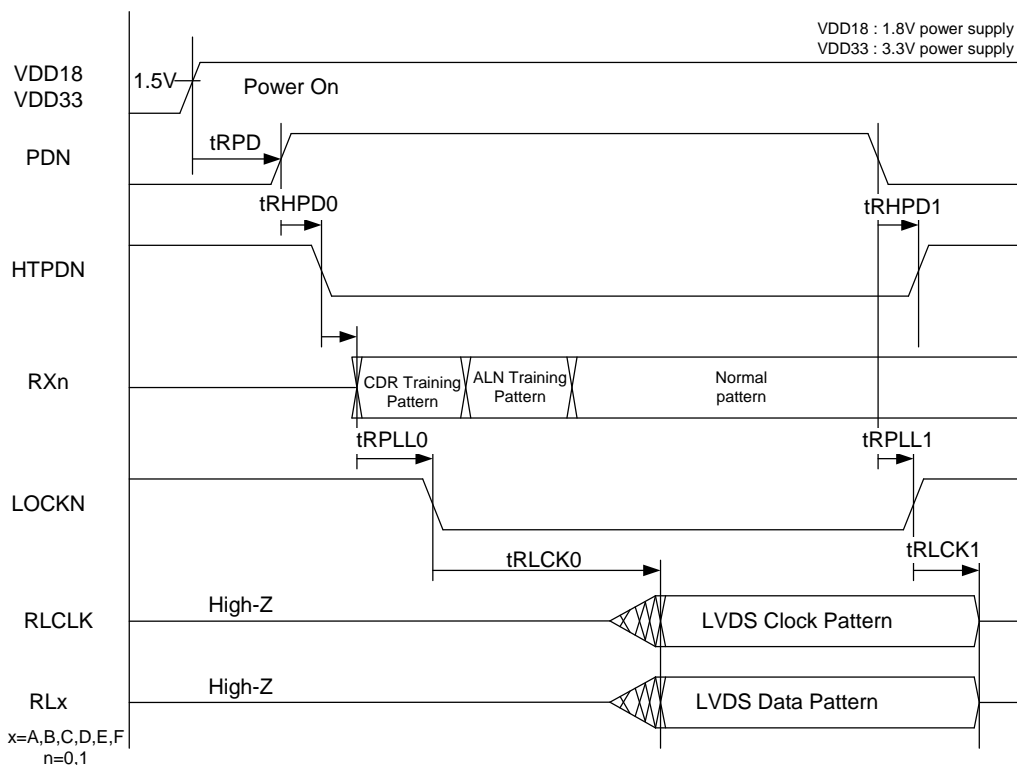 VDD18 : 1.8V power supply
VDD33 : 3.3V power supply
VDD18
VDD33
1.5V
Power On
tRPD
PDN
tRHPD0
tRHPD1
HTPDN
RXn
CDR Training
Pattern
ALN Training
Pattern
Normal
pattern
tRPLL0
tRPLL1
LOCKN
tRLCK0
tRLCK1
RLCLK
High-Z
LVDS Clock Pattern
RLx
High-Z
LVDS Data Pattern
x=A,B,C,D,E,F
n=0,1